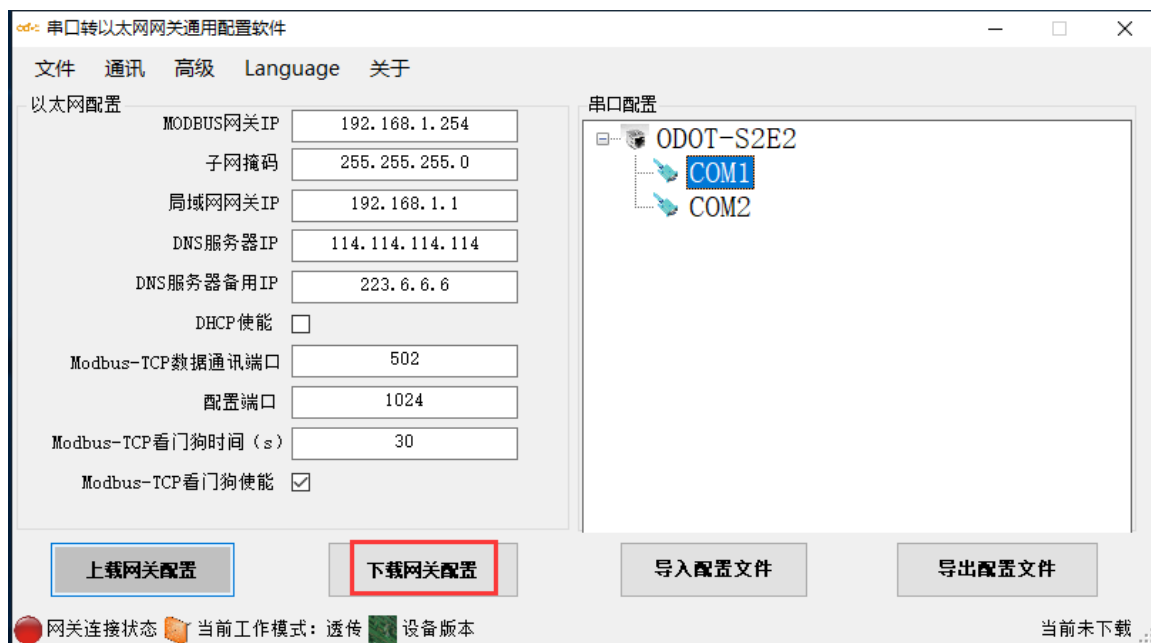 串口转以太网网关通用配置软件
文件 通讯 高级 Language 关于
以太网配置
MODBUS网关IP 192.168.1.254
子网掩码 255.255.255.0
局域网网关IP 192.168.1.1
DNS服务器IP 114.114.114.114
DNS服务器备用IP 223.6.6.6
DHCP使能
Modbus-TCP数据通讯端口 502
配置端口 1024
Modbus-TCP看门狗时间（s） 30
Modbus-TCP看门狗使能
串口配置
ODOT-S2E2
COM1
COM2
上载网关配置 下载网关配置 导入配置文件 导出配置文件
网关连接状态 当前工作模式：透传 设备版本 当前未下载